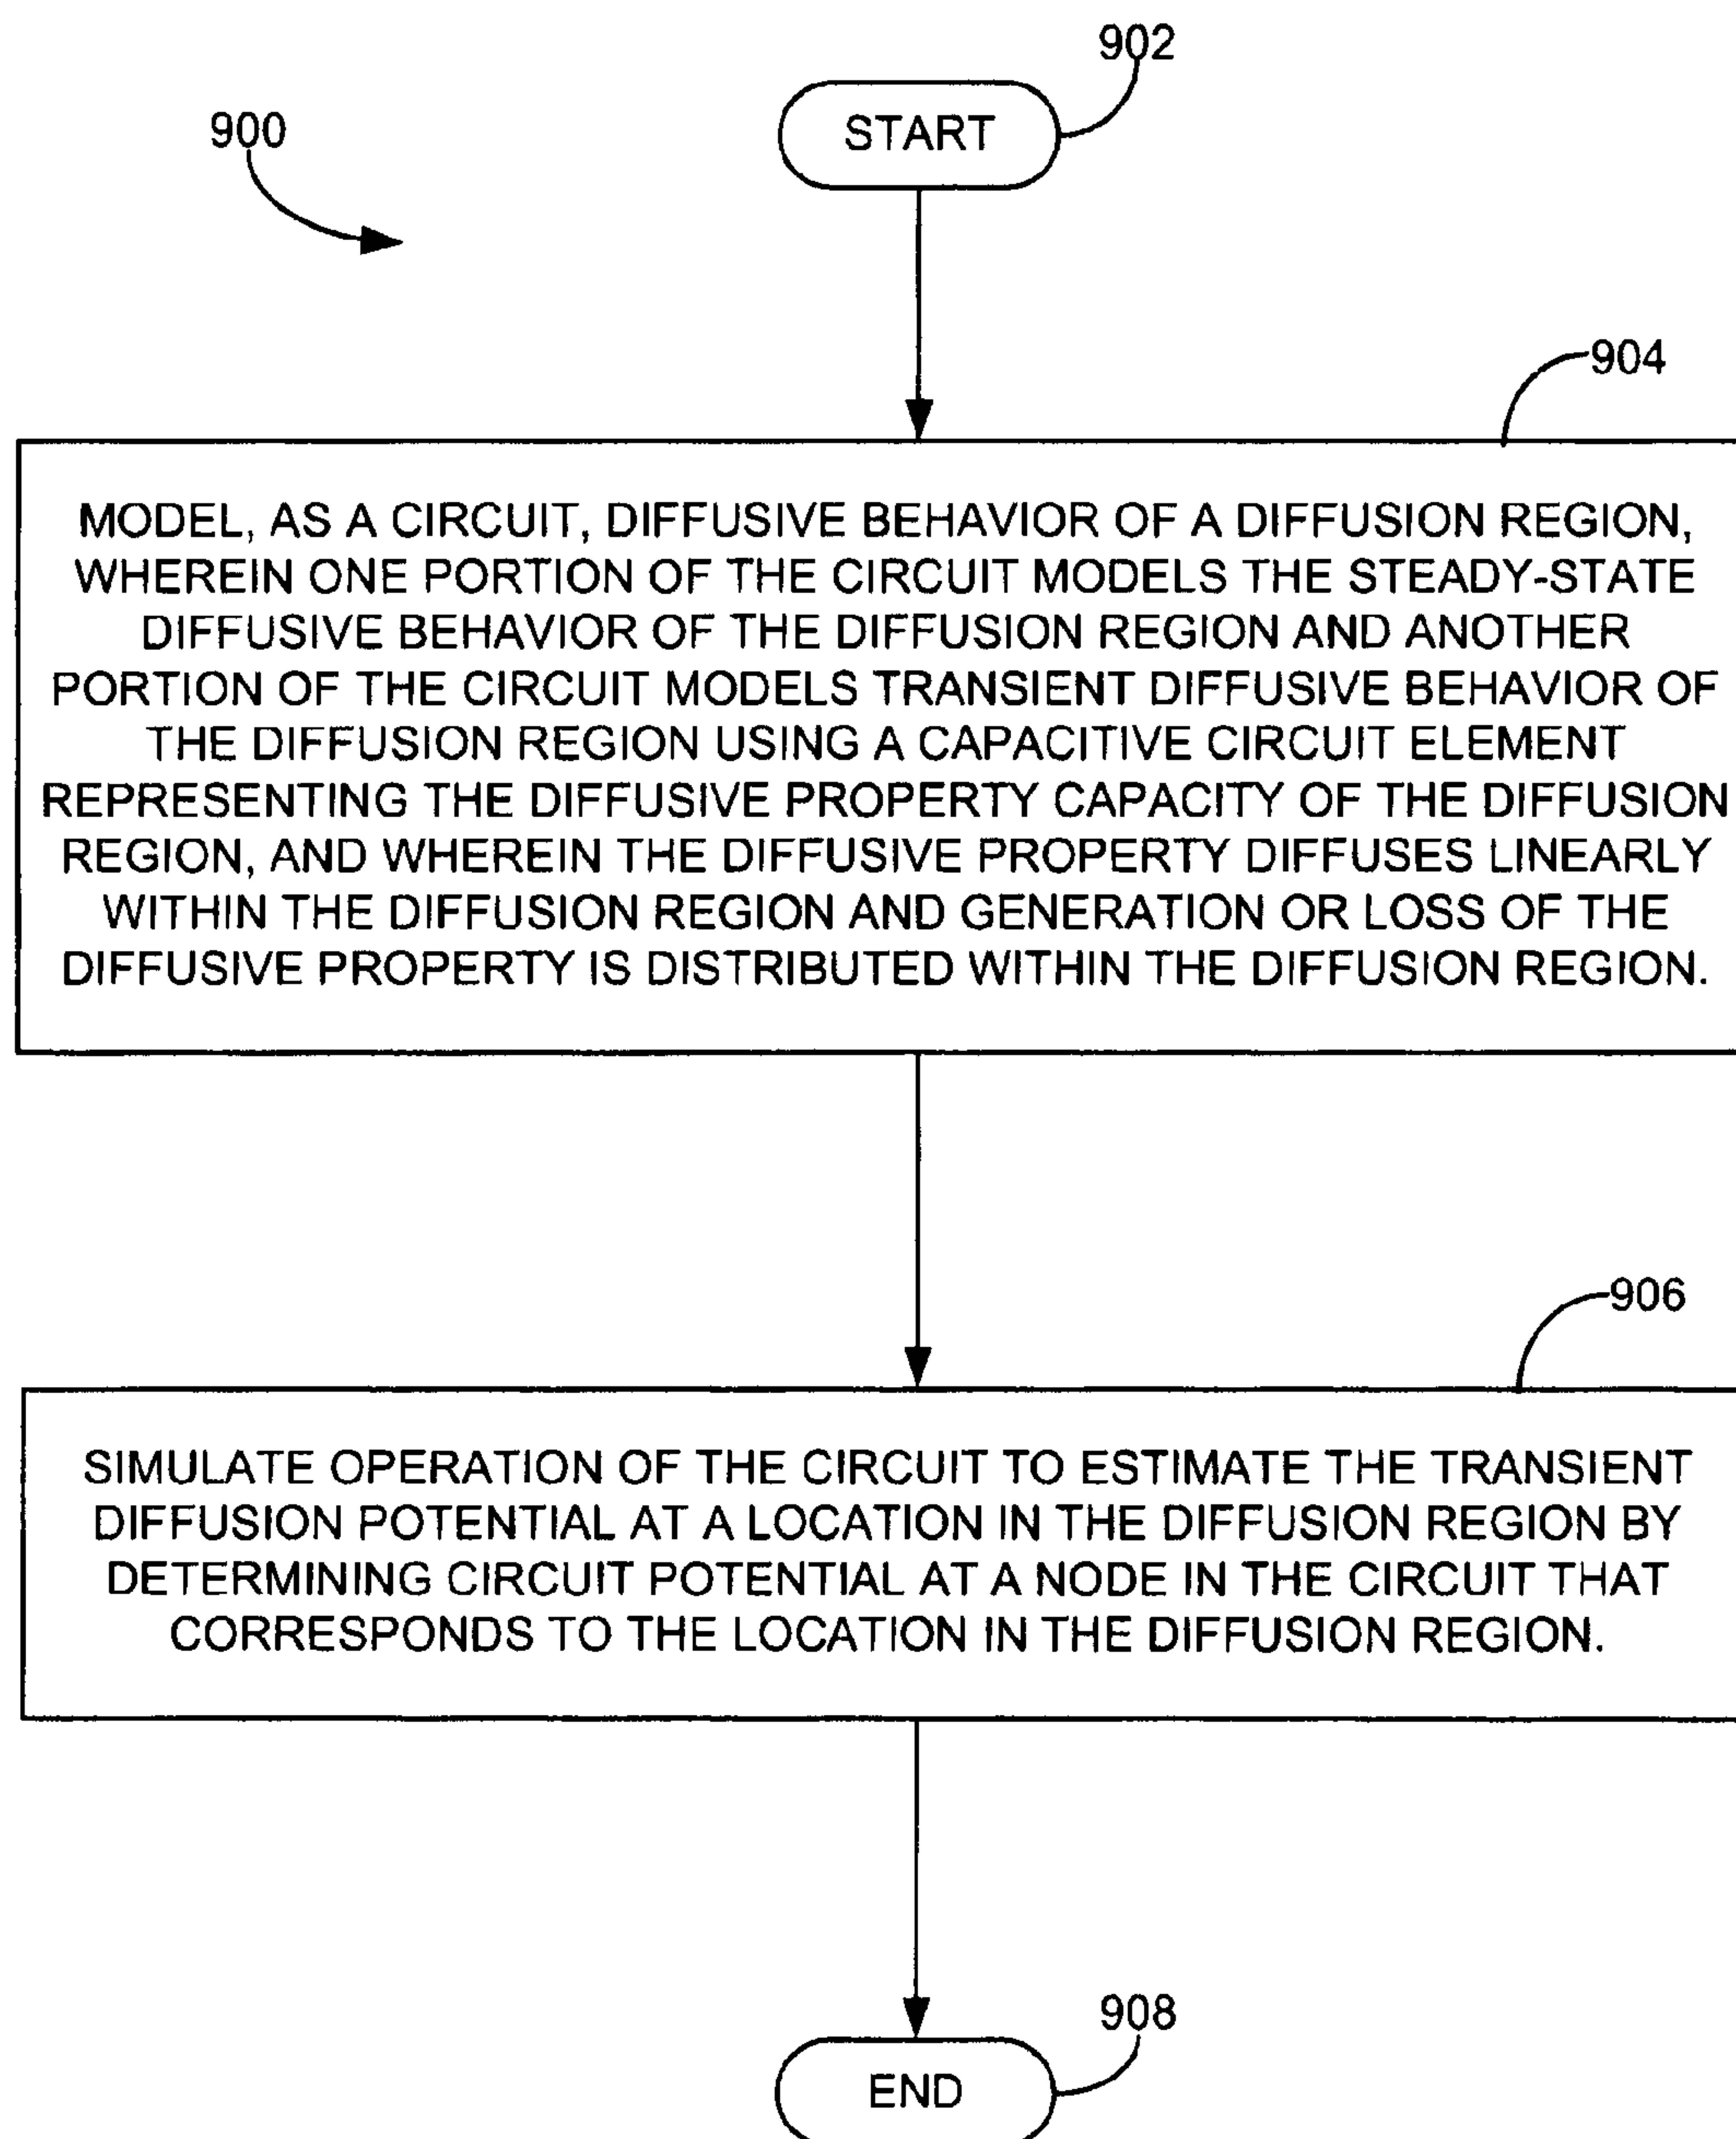 902
START
900
904
MODEL, AS A CIRCUIT, DIFFUSIVE BEHAVIOR OF A DIFFUSION REGION,
WHEREIN ONE PORTION OF THE CIRCUIT MODELS THE STEADY-STATE
DIFFUSIVE BEHAVIOR OF THE DIFFUSION REGION AND ANOTHER
PORTION OF THE CIRCUIT MODELS TRANSIENT DIFFUSIVE BEHAVIOR OF
THE DIFFUSION REGION USING A CAPACITIVE CIRCUIT ELEMENT
REPRESENTING THE DIFFUSIVE PROPERTY CAPACITY OF THE DIFFUSION
REGION, AND WHEREIN THE DIFFUSIVE PROPERTY DIFFUSES LINEARLY
WITHIN THE DIFFUSION REGION AND GENERATION OR LOSS OF THE
DIFFUSIVE PROPERTY IS DISTRIBUTED WITHIN THE DIFFUSION REGION.
906
SIMULATE OPERATION OF THE CIRCUIT TO ESTIMATE THE TRANSIENT
DIFFUSION POTENTIAL AT A LOCATION IN THE DIFFUSION REGION BY
DETERMINING CIRCUIT POTENTIAL AT A NODE IN THE CIRCUIT THAT
CORRESPONDS TO THE LOCATION IN THE DIFFUSION REGION.
908
END